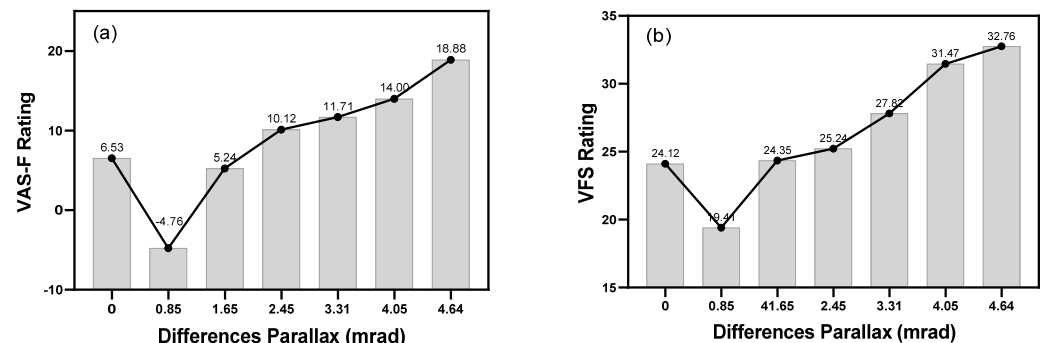 (a)
VAS-F Rating
20
10
0
-10
6.53
-4.76
5.24
10.12
11.71
14.00
18.88
0 0.85 1.65 2.45 3.31 4.05 4.64
Differences Parallax (mrad)
(b)
VFS Rating
35
30
25
20
15
24.12
19.41
24.35
25.24
27.82
31.47
32.76
0 0.85 41.65 2.45 3.31 4.05 4.64
Differences Parallax (mrad)